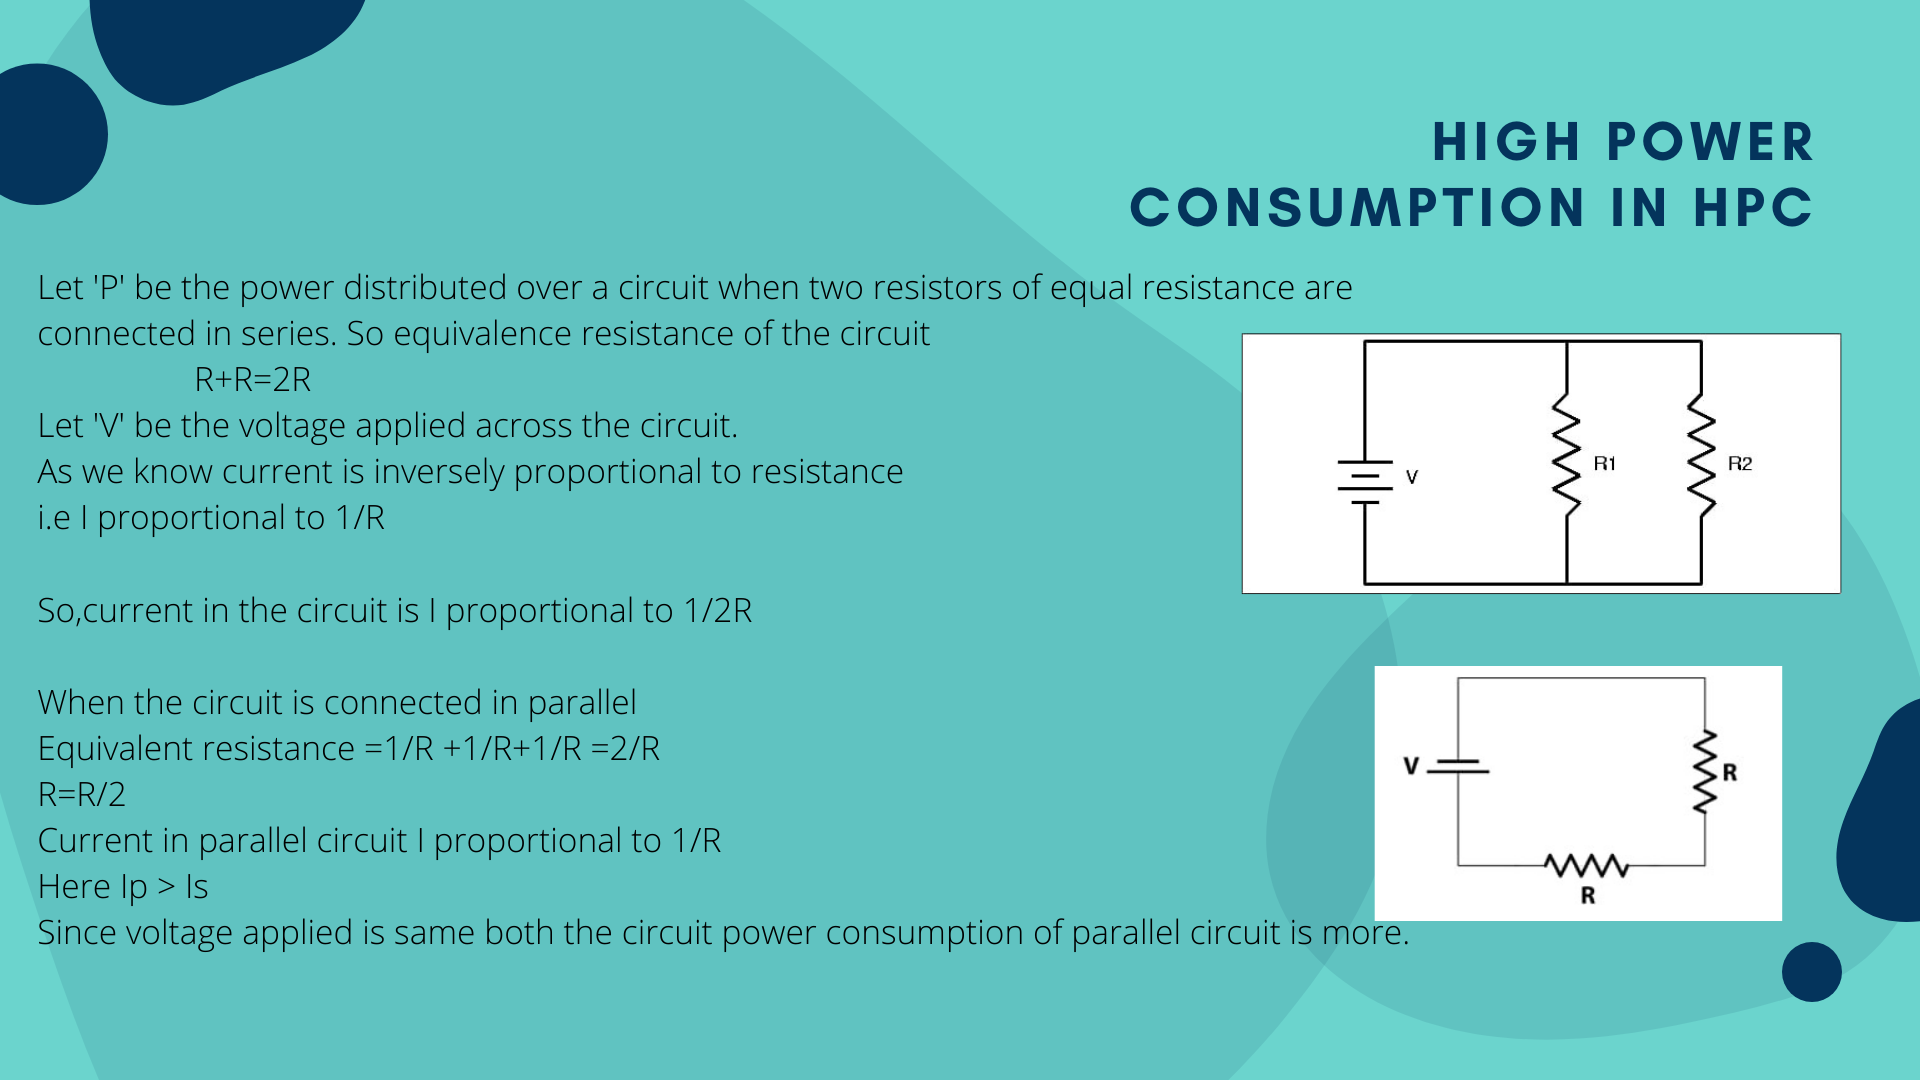 HIGH POWER
CONSUMPTION IN HPC
Let 'P' be the power distributed over a circuit when two resistors of equal resistance are
connected in series. So equivalence resistance of the circuit
R+R=2R
Let 'V' be the voltage applied across the circuit.
As we know current is inversely proportional to resistance
i.e I proportional to 1/R
So,current in the circuit is I proportional to 1/2R
When the circuit is connected in parallel
Equivalent resistance =1/R +1/R+1/R =2/R
R=R/2
Current in parallel circuit I proportional to 1/R
Here Ip > Is
Since voltage applied is same both the circuit power consumption of parallel circuit is more.
V
R1
R2
V
R
R